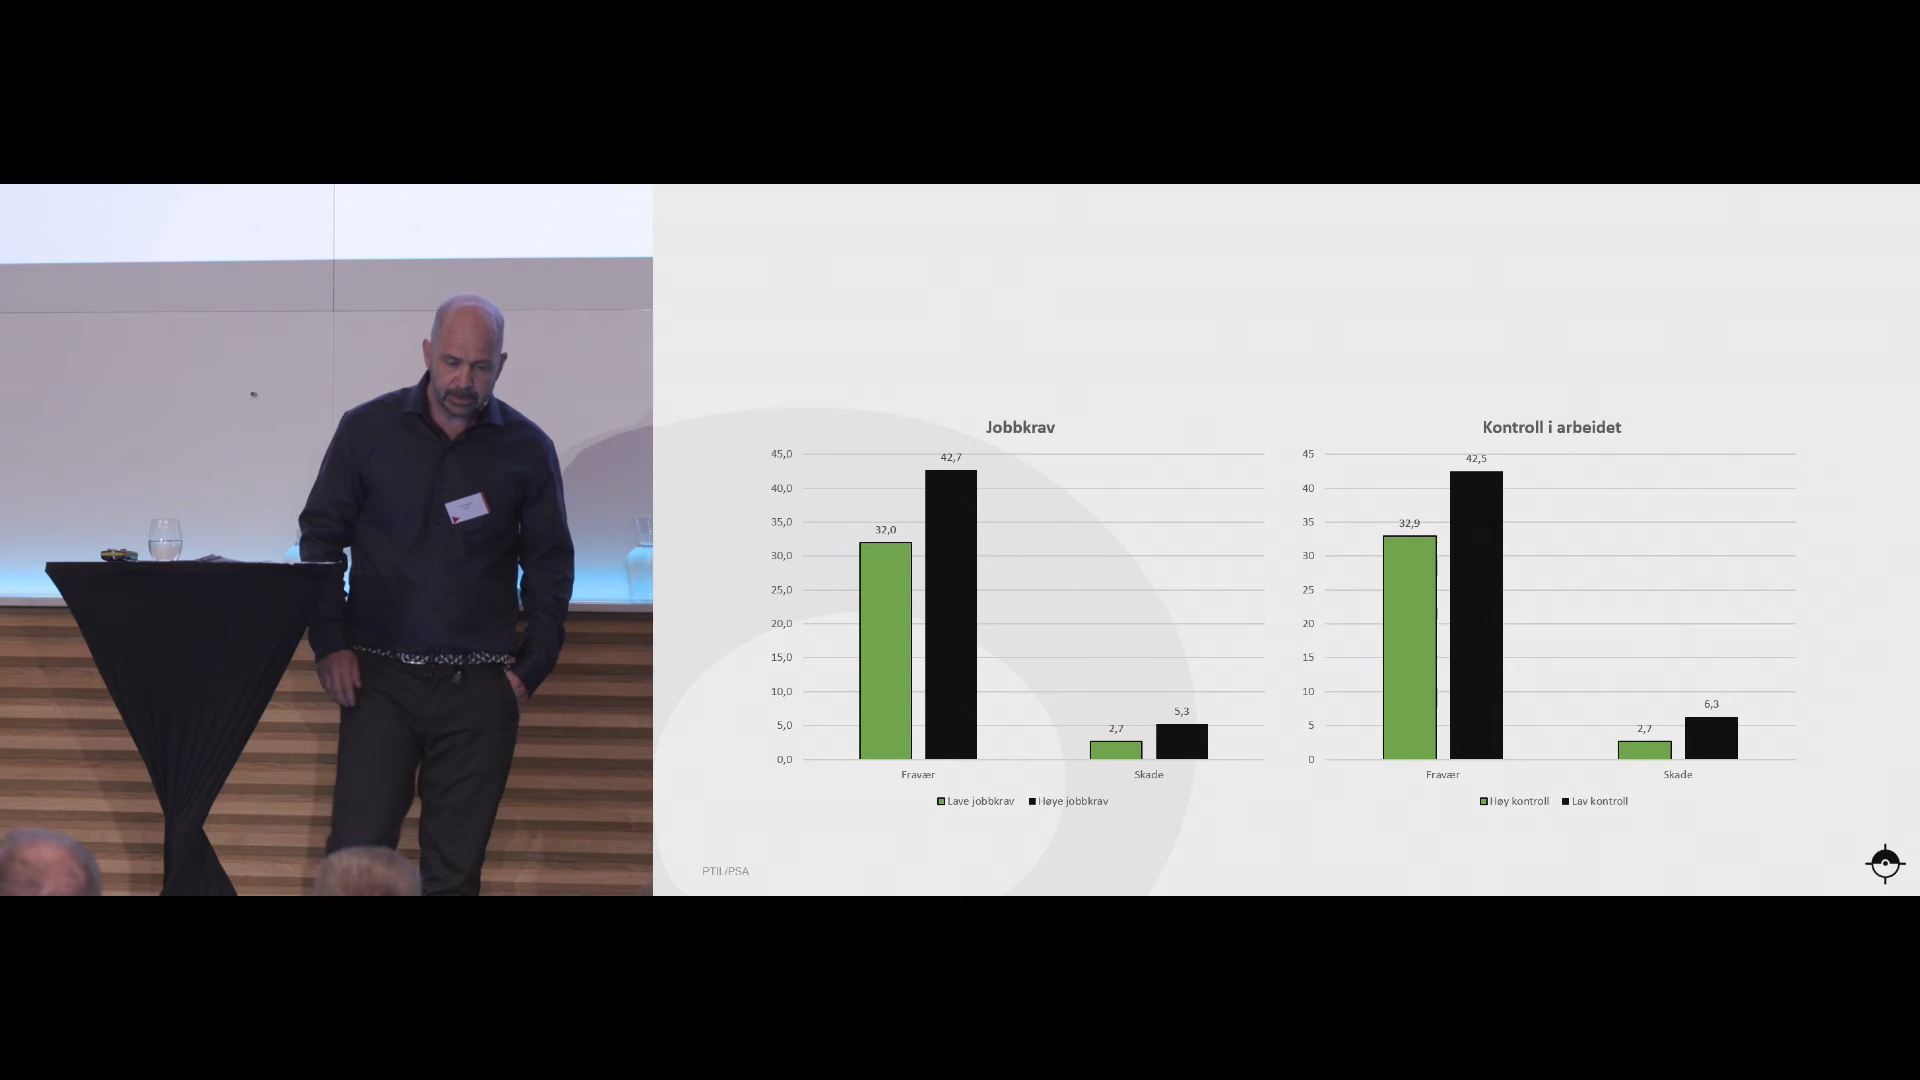 Jobbkrav
45,0
40,0
35,0
30,0
25,0
20,0
15,0
10,0
5,0
0,0
32,0
42,7
2,7
5,3
Fravær
Skade
Lave jobbkrav
Høye jobbkrav
Kontroll i arbeidet
45
40
35
30
25
20
15
10
5
0
32,9
42,5
2,7
6,3
Fravær
Skade
Høy kontroll
Lav kontroll
PTIL/PSA